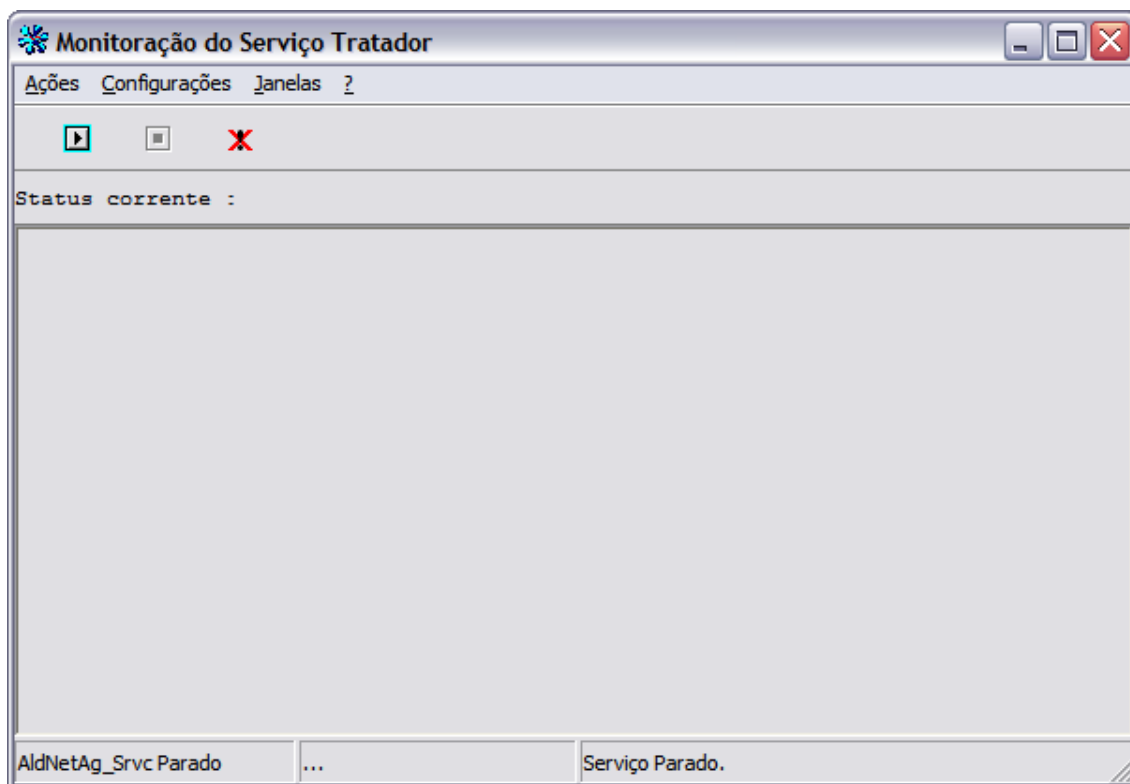 Monitoração do Serviço Tratador
Ações Configurações Janelas ?
Status corrente :
AldNetAg_Srvc Parado ... Serviço Parado.